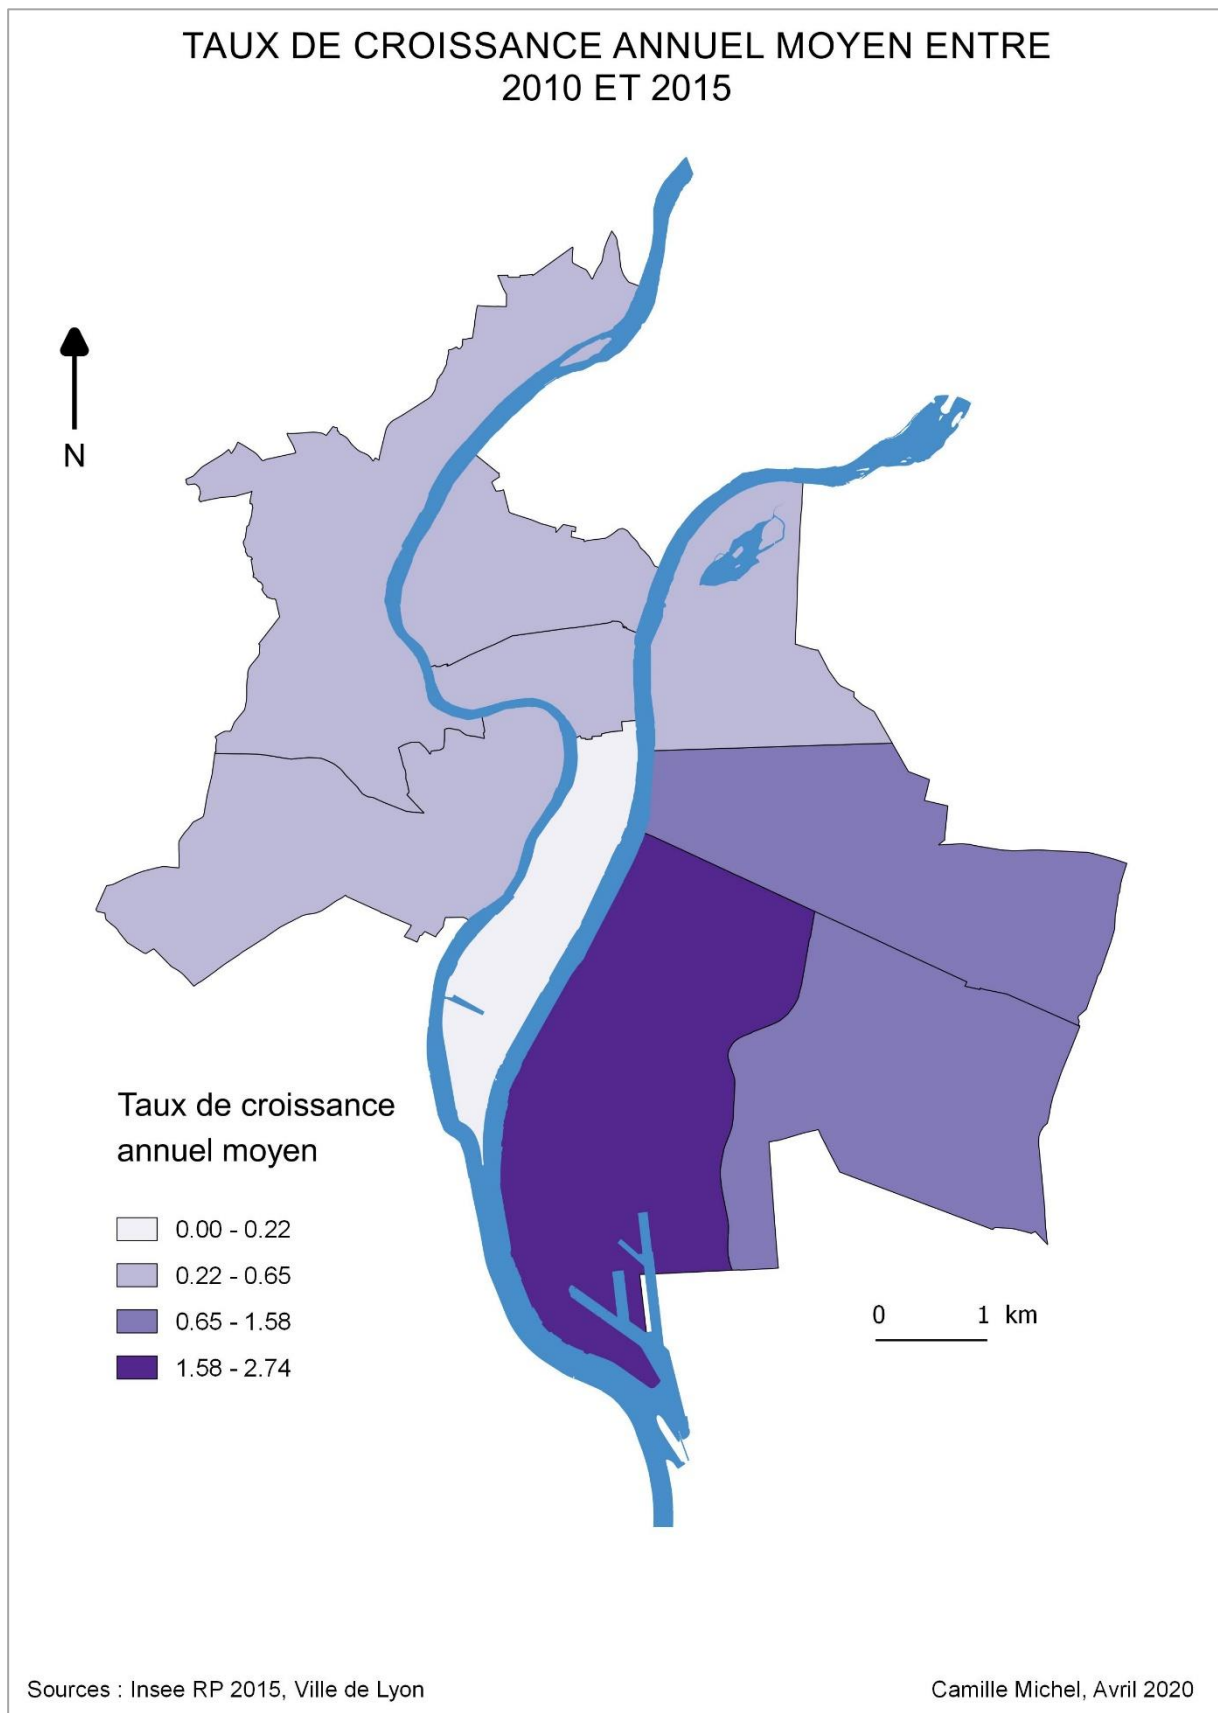 TAUX DE CROISSANCE ANNUEL MOYEN ENTRE
2010 ET 2015
N
Taux de croissance
annuel moyen
0.00 - 0.22
0.22 - 0.65
0.65 - 1.58
1.58 - 2.74
0 1 km
Sources : Insee RP 2015, Ville de Lyon
Camille Michel, Avril 2020